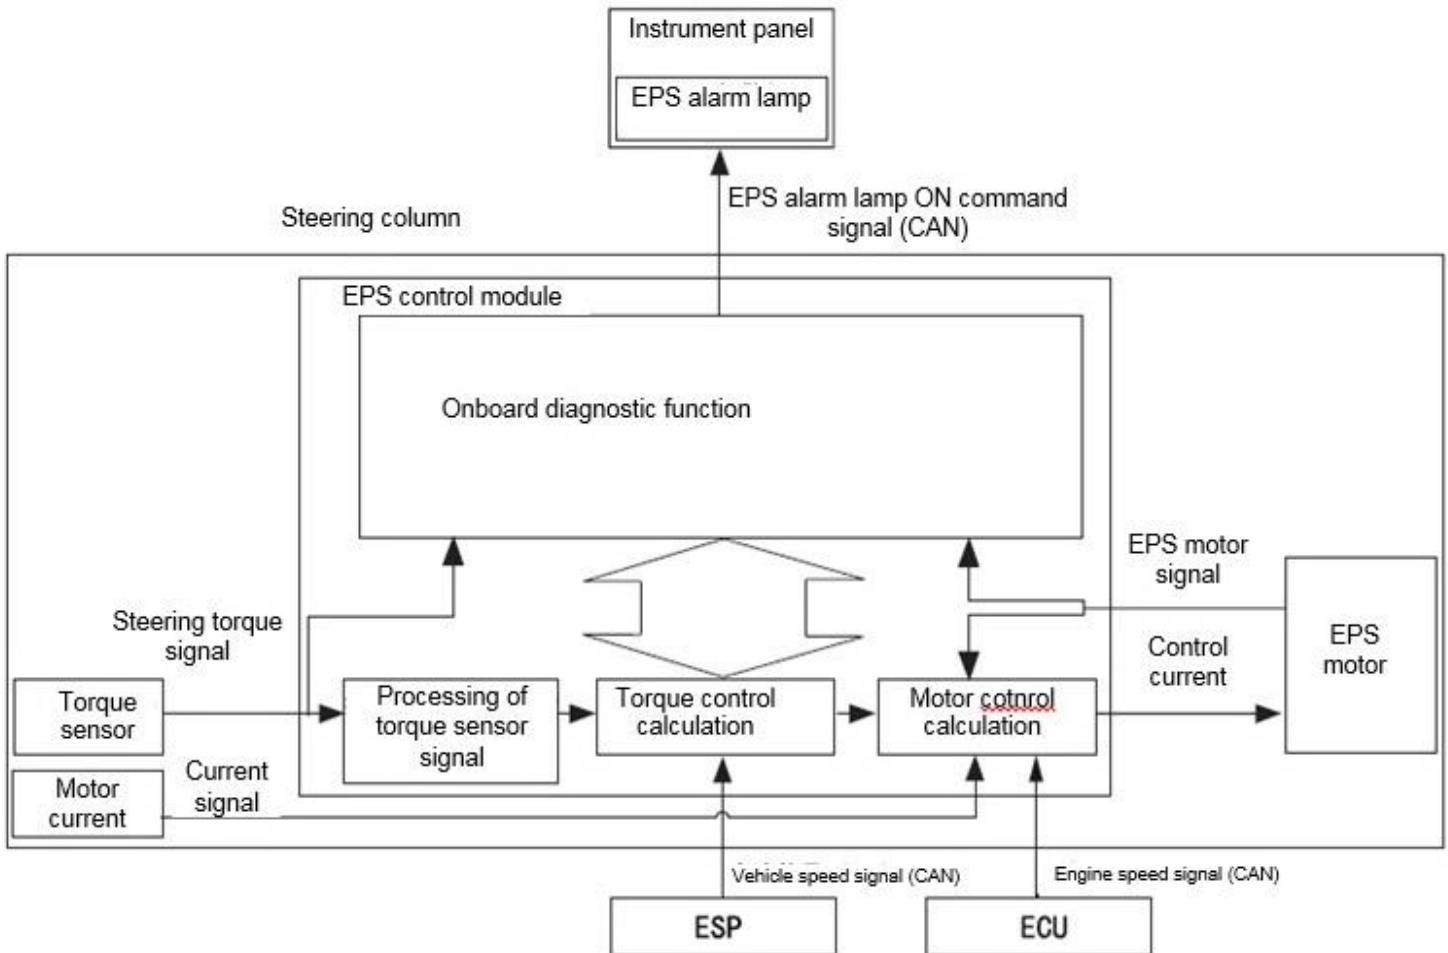 Instrument panel
EPS alarm lamp
EPS alarm lamp ON command
signal (CAN)
Steering column
EPS control module
Onboard diagnostic function
EPS motor
signal
Steering torque
signal
Control
current
EPS
motor
Torque
sensor
Processing of
torque sensor
signal
Torque control
calculation
Motor cotnrol
calculation
Motor
current
Current
signal
Vehicle speed signal (CAN)
Engine speed signal (CAN)
ESP
ECU